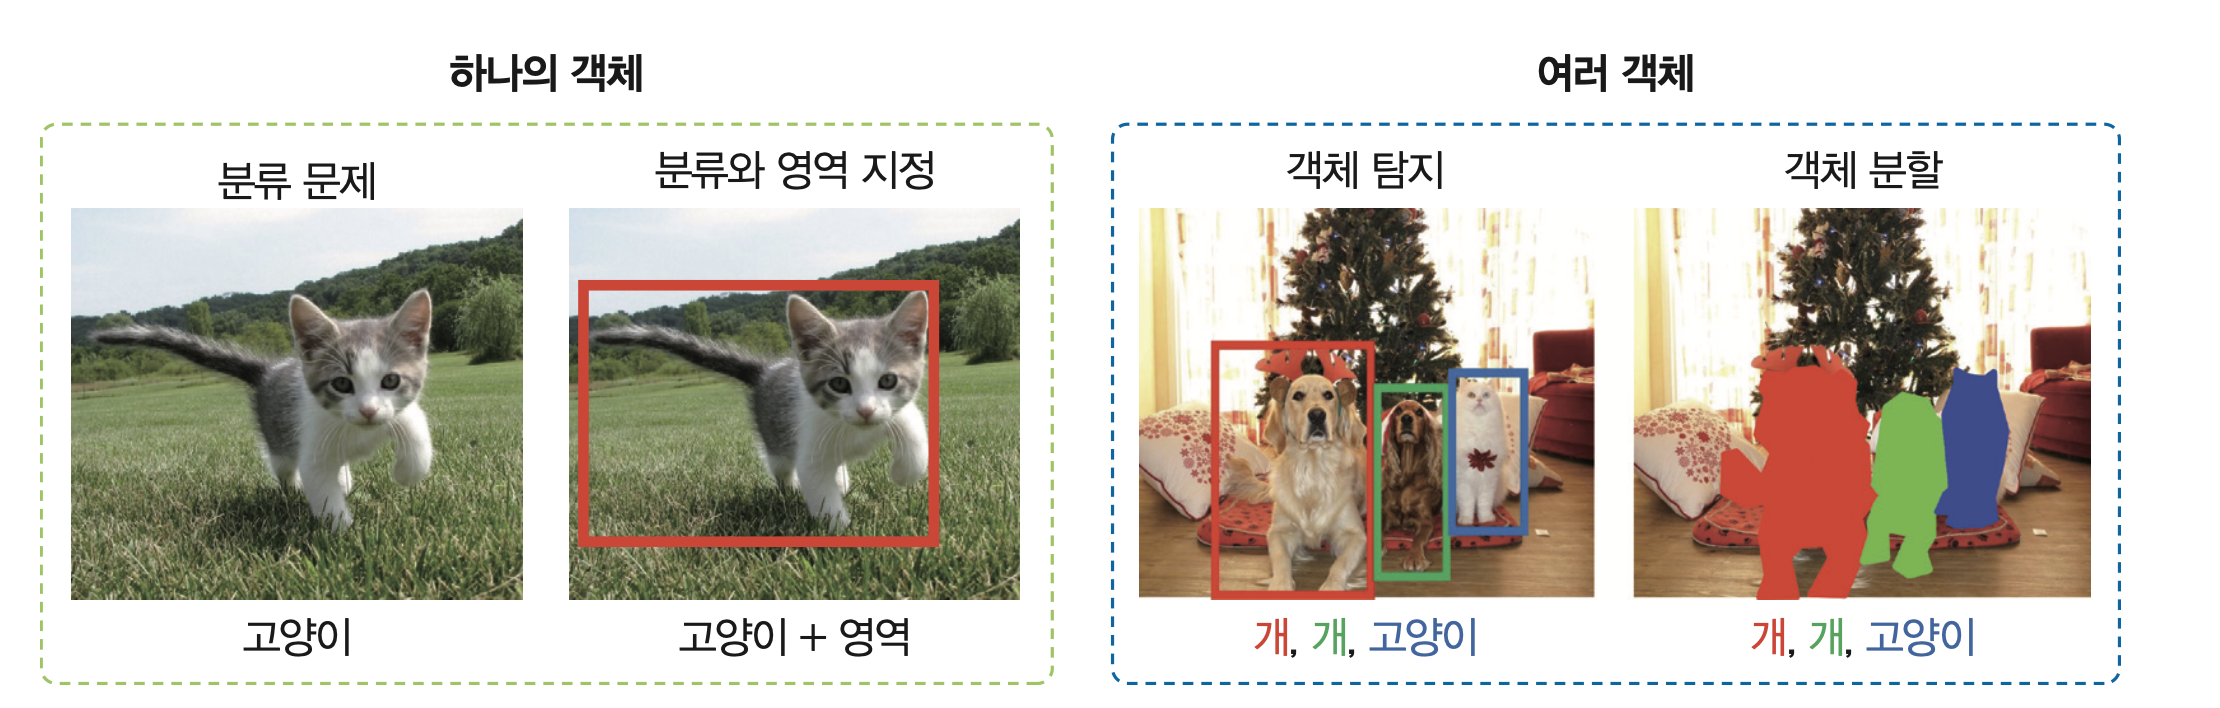 하나의 객체
여러 객체
분류 문제
분류와 영역 지정
객체 탐지
객체 분할
고양이
고양이 + 영역
개, 개, 고양이
개, 개, 고양이